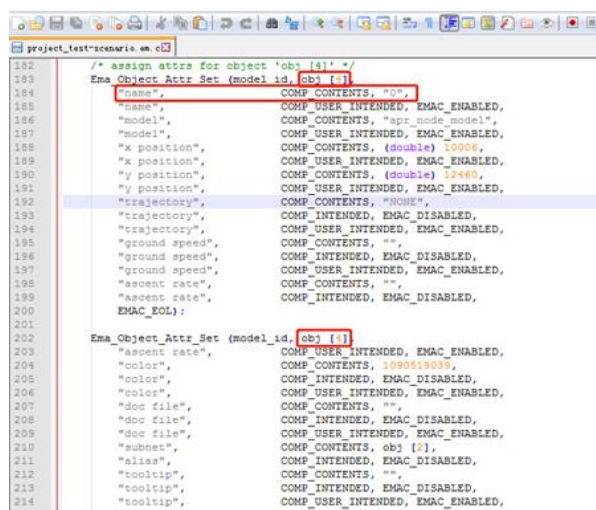 project_test-scenario.em.c
182 /* assign attrs for object 'obj [4]' */
183 Ema_Object_Attr_Set (model_id, obj [4],
184 "name", COMP_CONTENTS, "0",
185 "name", COMP_USER_INTENDED, EMAC_ENABLED,
186 "model", COMP_CONTENTS, "apr_node_model",
187 "model", COMP_USER_INTENDED, EMAC_ENABLED,
188 "x position", COMP_CONTENTS, (double) 10006,
189 "x position", COMP_USER_INTENDED, EMAC_ENABLED,
190 "y position", COMP_CONTENTS, (double) 12460,
191 "y position", COMP_USER_INTENDED, EMAC_ENABLED,
192 "trajectory", COMP_CONTENTS, "NONE",
193 "trajectory", COMP_INTENDED, EMAC_DISABLED,
194 "trajectory", COMP_USER_INTENDED, EMAC_ENABLED,
195 "ground speed", COMP_CONTENTS, "",
196 "ground speed", COMP_INTENDED, EMAC_DISABLED,
197 "ground speed", COMP_USER_INTENDED, EMAC_ENABLED,
198 "ascent rate", COMP_CONTENTS, "",
199 "ascent rate", COMP_INTENDED, EMAC_DISABLED,
200 EMAC_EOL);
201
202 Ema_Object_Attr_Set (model_id, obj [4],
203 "ascent rate", COMP_USER_INTENDED, EMAC_ENABLED,
204 "color", COMP_CONTENTS, 1090519039,
205 "color", COMP_INTENDED, EMAC_DISABLED,
206 "color", COMP_USER_INTENDED, EMAC_ENABLED,
207 "doc file", COMP_CONTENTS, "",
208 "doc file", COMP_INTENDED, EMAC_DISABLED,
209 "doc file", COMP_USER_INTENDED, EMAC_ENABLED,
210 "subnet", COMP_CONTENTS, obj [2],
211 "alias", COMP_INTENDED, EMAC_DISABLED,
212 "tooltip", COMP_CONTENTS, "",
213 "tooltip", COMP_INTENDED, EMAC_DISABLED,
214 "tooltip", COMP_USER_INTENDED, EMAC_ENABLED,